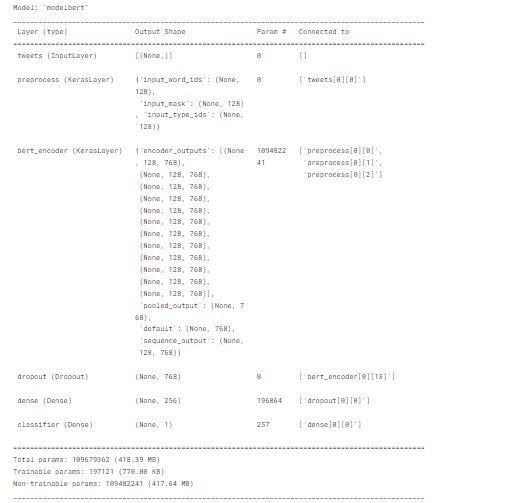 Model: "modelbert"
Layer (type) Output Shape Param # Connected to
tweets (InputLayer) [(None,)] 0 []
preprocess (KerasLayer) {'input_word_ids': (None, 0 ['tweets[0][0]']
128),
'input_mask': (None, 128)
, 'input_type_ids': (None,
128)}
bert_encoder (KerasLayer) {'encoder_outputs': [(None 1094822 ['preprocess[0][0]',
, 128, 768), 41 'preprocess[0][1]',
(None, 128, 768), 'preprocess[0][2]']
(None, 128, 768),
(None, 128, 768),
(None, 128, 768),
(None, 128, 768),
(None, 128, 768),
(None, 128, 768),
(None, 128, 768),
(None, 128, 768),
(None, 128, 768),
(None, 128, 768)],
'pooled_output': (None, 7
68),
'default': (None, 768),
'sequence_output': (None,
128, 768)}
dropout (Dropout) (None, 768) 0 ['bert_encoder[0][13]']
dense (Dense) (None, 256) 196864 ['dropout[0][0]']
classifier (Dense) (None, 1) 257 ['dense[0][0]']
Total params: 109679362 (418.39 MB)
Trainable params: 197121 (770.00 KB)
Non-trainable params: 109482241 (417.64 MB)